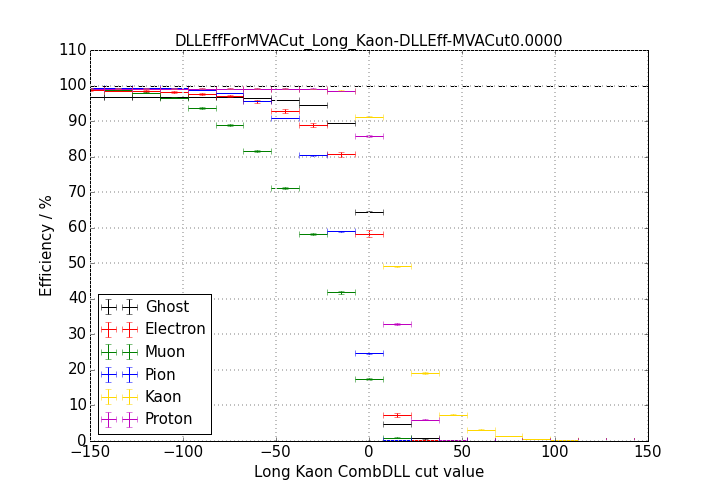 DLLEffForMVACut_Long_Kaon-DLLEff-MVACut0.0000
110
100
90
80
70
60
50
40
30
20
10
0
Efficiency / %
Ghost
Electron
Muon
Pion
Kaon
Proton
−150 −100 −50 0 50 100 150
Long Kaon CombDLL cut value